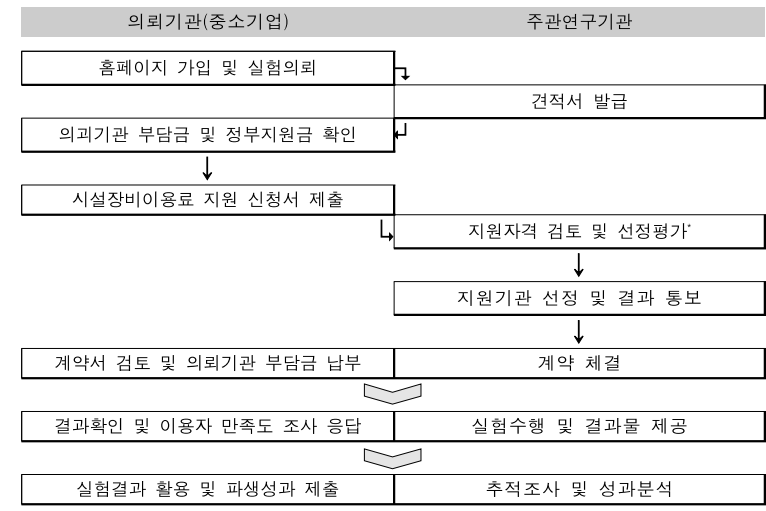 의뢰기관(중소기업) 주관연구기관
홈페이지 가입 및 실험의뢰
견적서 발급
의괴기관 부담금 및 정부지원금 확인
시설장비이용료 지원 신청서 제출
지원자격 검토 및 선정평가*
지원기관 선정 및 결과 통보
계약서 검토 및 의뢰기관 부담금 납부 계약 체결
결과확인 및 이용자 만족도 조사 응답 실험수행 및 결과물 제공
실험결과 활용 및 파생성과 제출 추적조사 및 성과분석